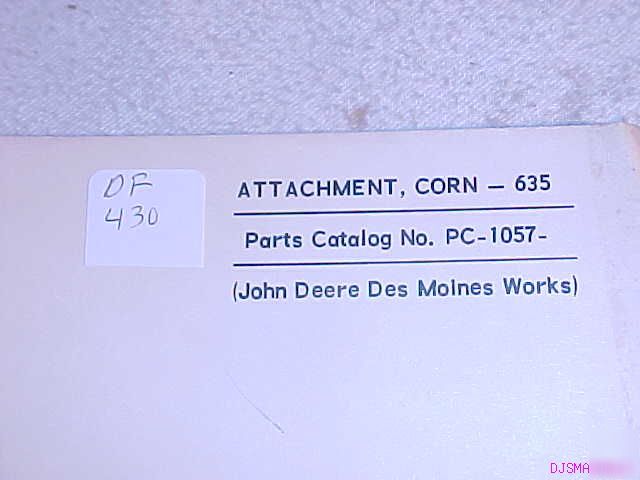 DF
430
ATTACHMENT, CORN — 635
Parts Catalog No. PC-1057-
(John Deere Des Moines Works)
DJSMA